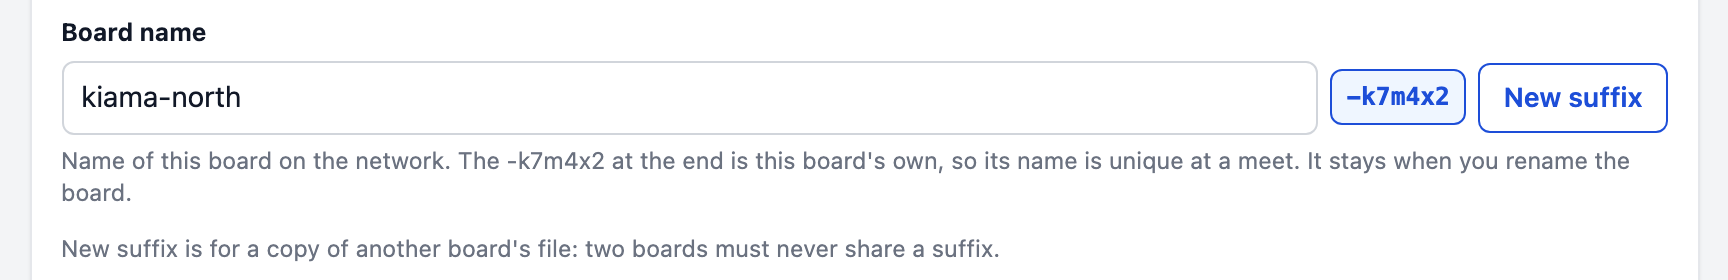 Board name
kiama-north
–k7m4x2
New suffix
Name of this board on the network. The -k7m4x2 at the end is this board's own, so its name is unique at a meet. It stays when you rename the
board.
New suffix is for a copy of another board's file: two boards must never share a suffix.